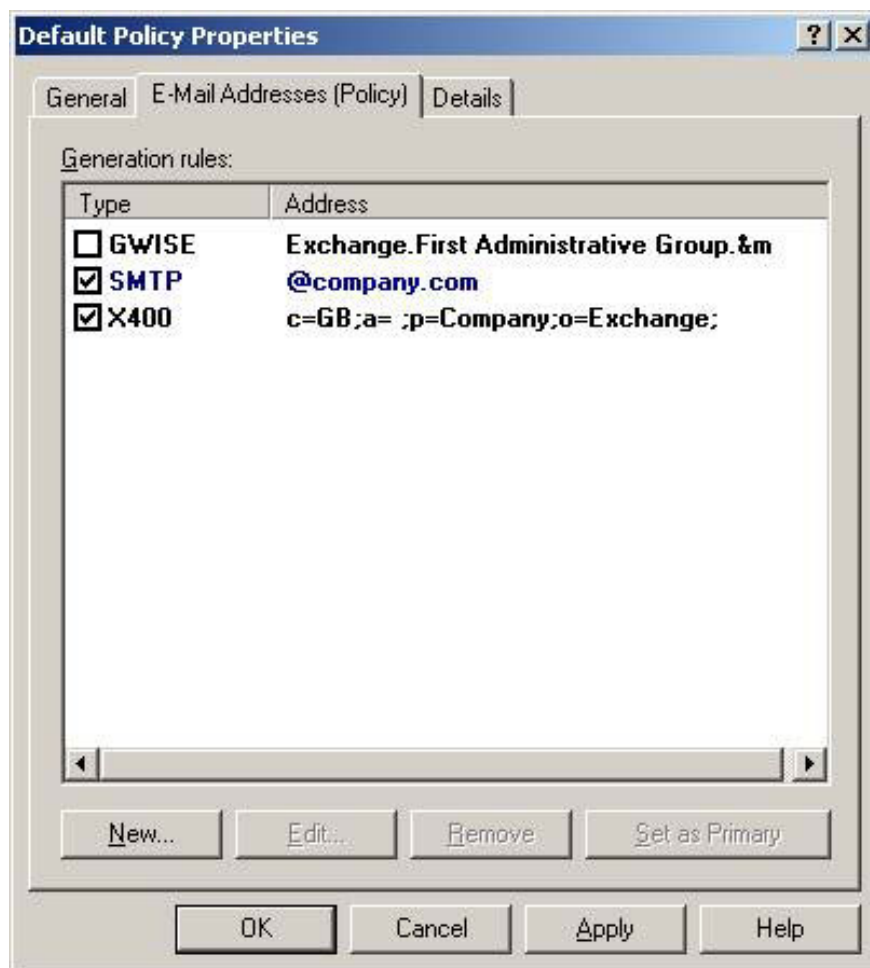 Default Policy Properties
General E-Mail Addresses (Policy) Details
Generation rules:
Type Address
GWISE Exchange.First Administrative Group.&m
SMTP @company.com
X400 c=GB;a= ;p=Company;o=Exchange;
New... Edit... Remove Set as Primary
OK Cancel Apply Help